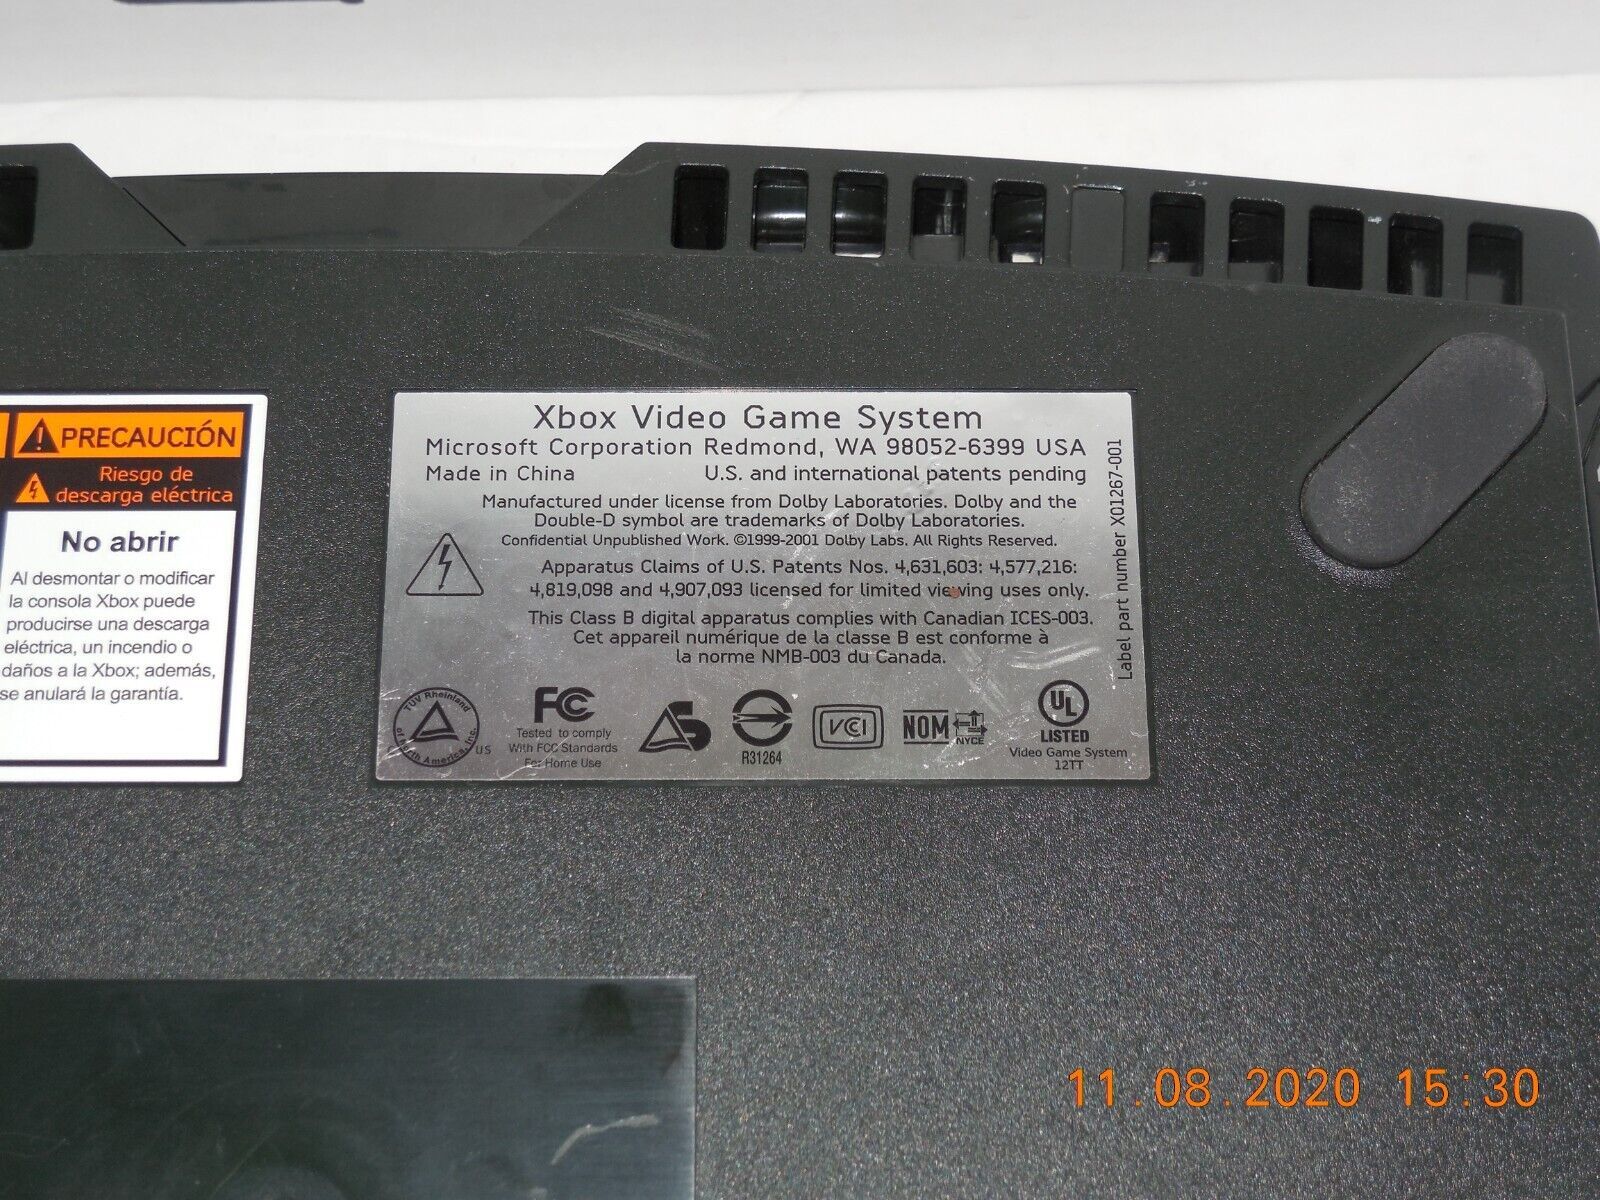 PRECAUCIÓN
Riesgo de
descarga eléctrica
No abrir
Al desmontar o modificar
la consola Xbox puede
producirse una descarga
eléctrica, un incendio o
daños a la Xbox; además,
se anulará la garantía.
Xbox Video Game System
Microsoft Corporation Redmond, WA 98052-6399 USA
Made in China U.S. and international patents pending
Manufactured under license from Dolby Laboratories. Dolby and the
Double-D symbol are trademarks of Dolby Laboratories.
Confidential Unpublished Work. ©1999-2001 Dolby Labs. All Rights Reserved.
Apparatus Claims of U.S. Patents Nos. 4,631,603: 4,577,216:
4,819,098 and 4,907,093 licensed for limited viewing uses only.
This Class B digital apparatus complies with Canadian ICES-003.
Cet appareil numérique de la classe B est conforme à
la norme NMB-003 du Canada.
Label part number X01267-001
TÜV Rheinland
of North America, Inc.
US
FC
Tested to comply
With FCC Standards
For Home Use
R31264
VCI
NOM
NYCE
UL
LISTED
Video Game System
12TT
11.08.2020 15:30